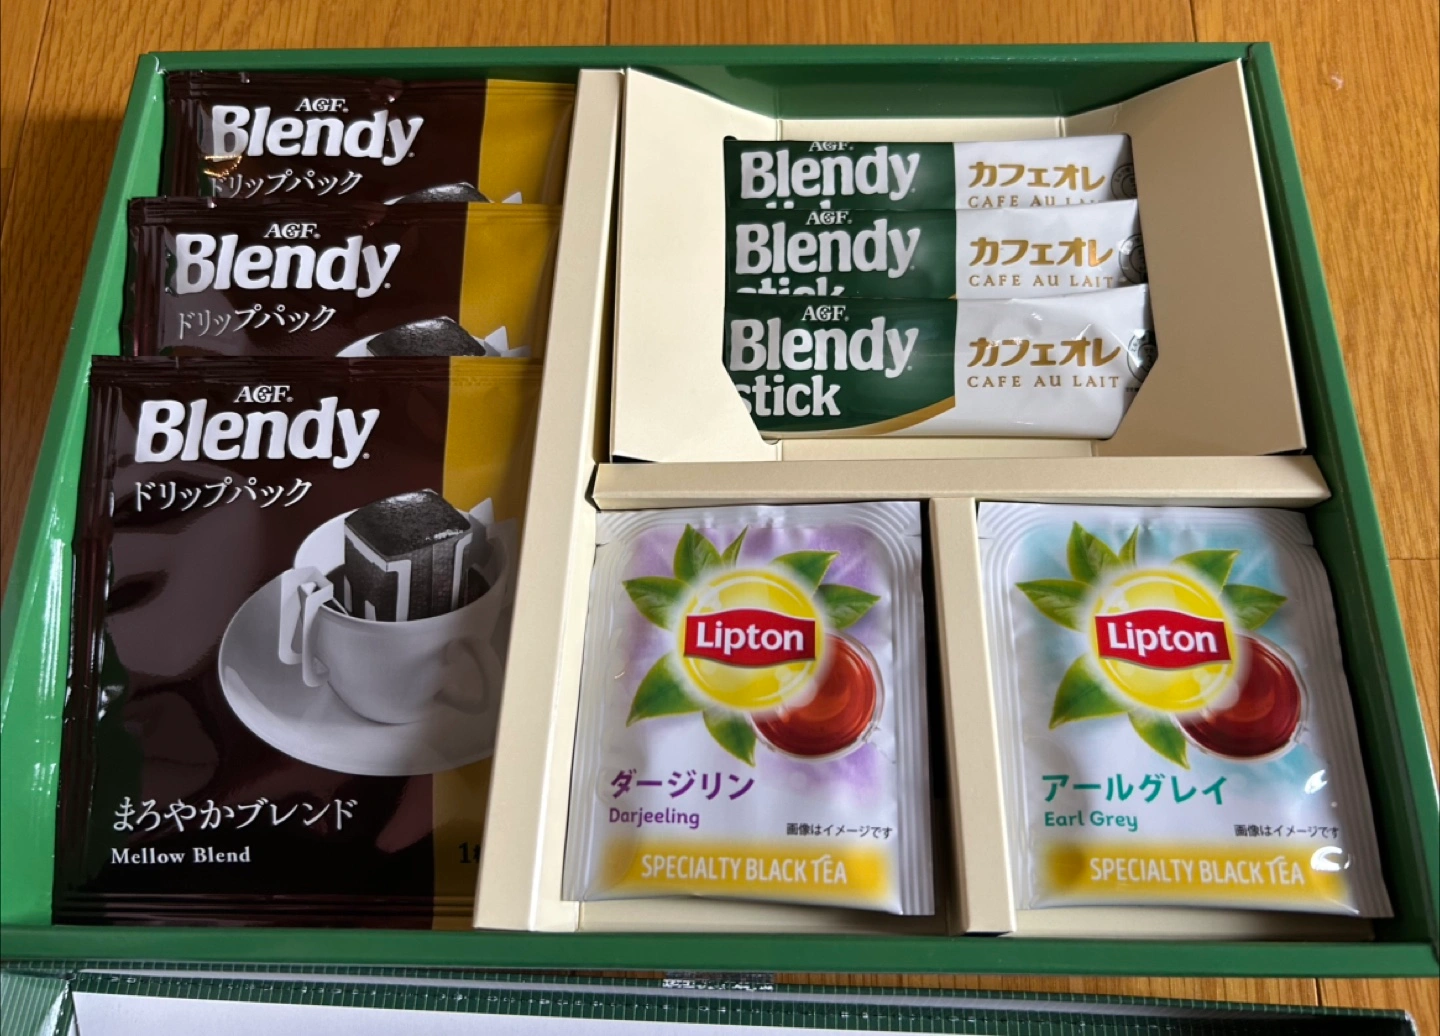 AGF®
Blendy®
ドリップパック
AGF®
Blendy®
ドリップパック
AGF®
Blendy®
ドリップパック
まろやかブレンド
Mellow Blend
AGF®
Blendy®
カフェオレ
CAFE AU LAIT
AGF®
Blendy®
stick
カフェオレ
CAFE AU LAIT
AGF®
Blendy®
stick
カフェオレ
CAFE AU LAIT
Lipton
ダージリン
Darjeeling
画像はイメージです
SPECIALTY BLACK TEA
Lipton
アールグレイ
Earl Grey
画像はイメージです
SPECIALTY BLACK TEA